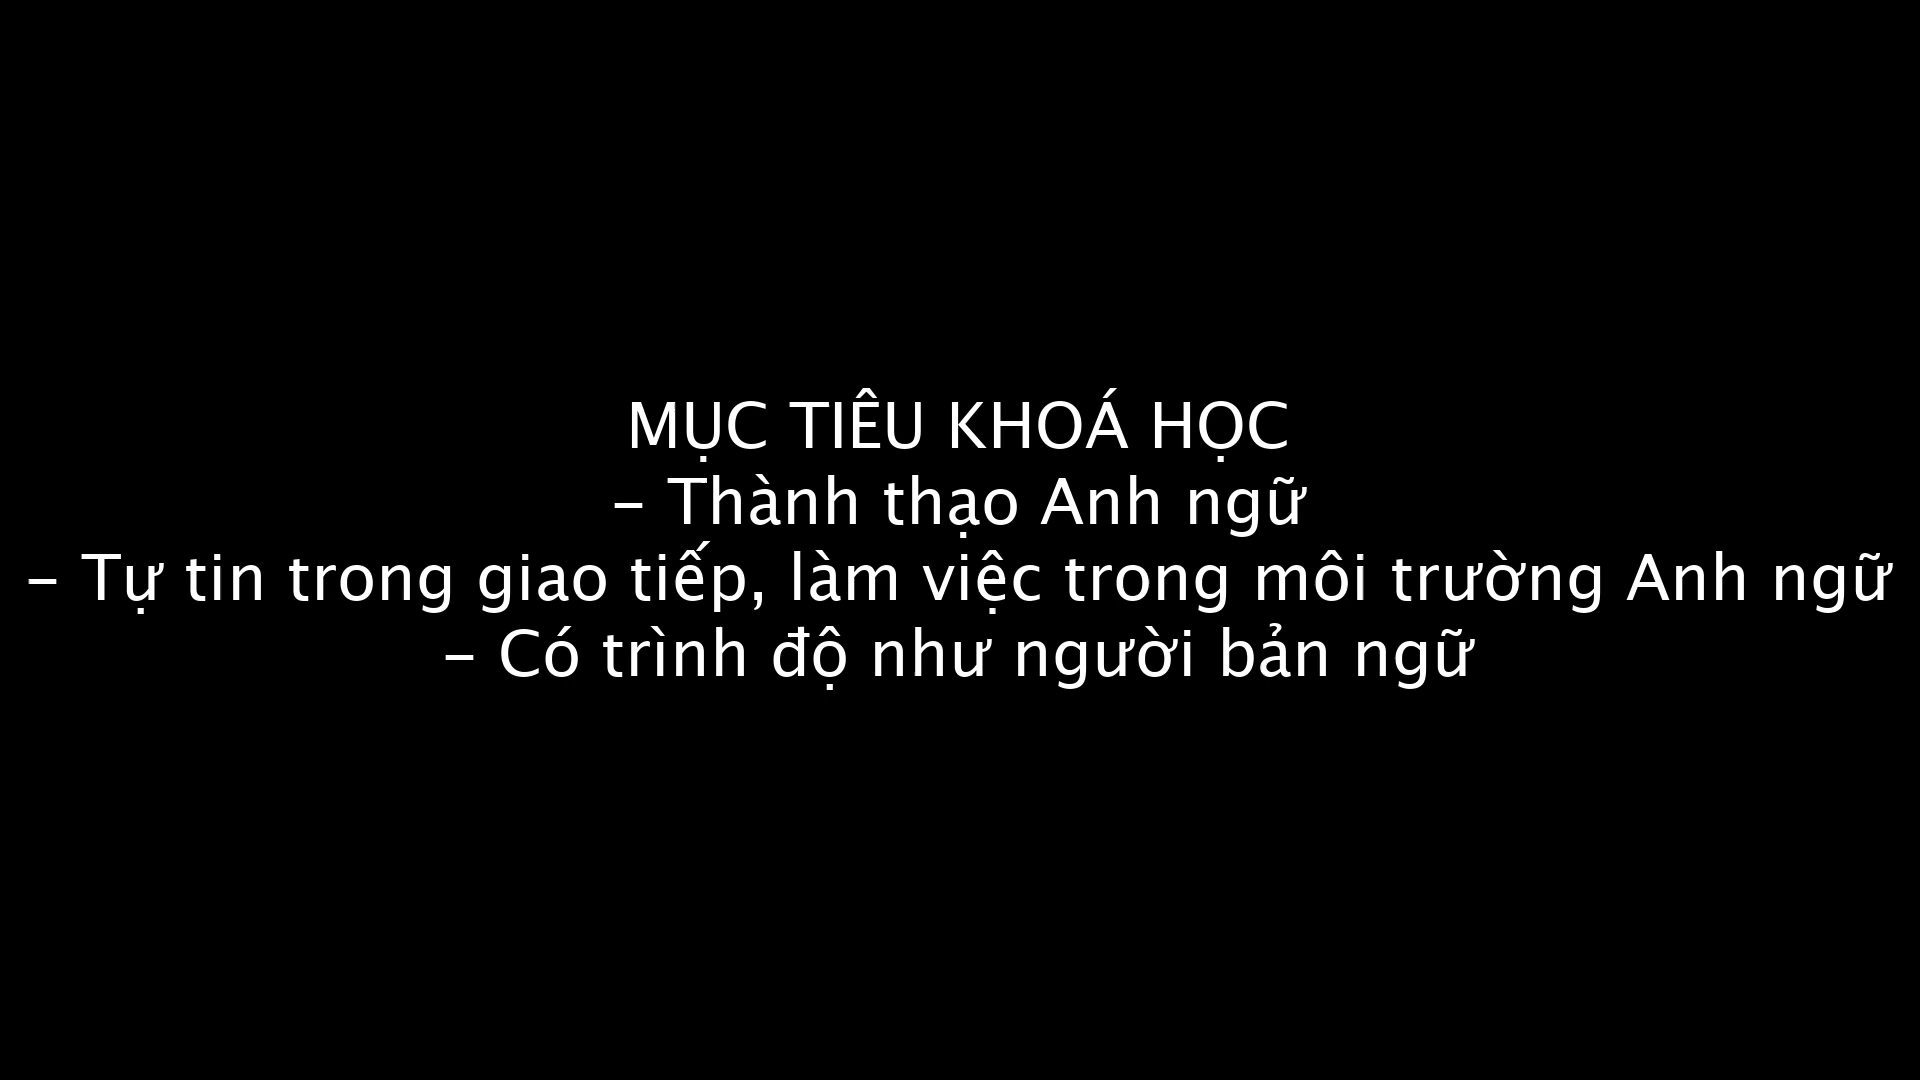 MỤC TIÊU KHOÁ HỌC
– Thành thạo Anh ngữ
– Tự tin trong giao tiếp, làm việc trong môi trường Anh ngữ
– Có trình độ như người bản ngữ